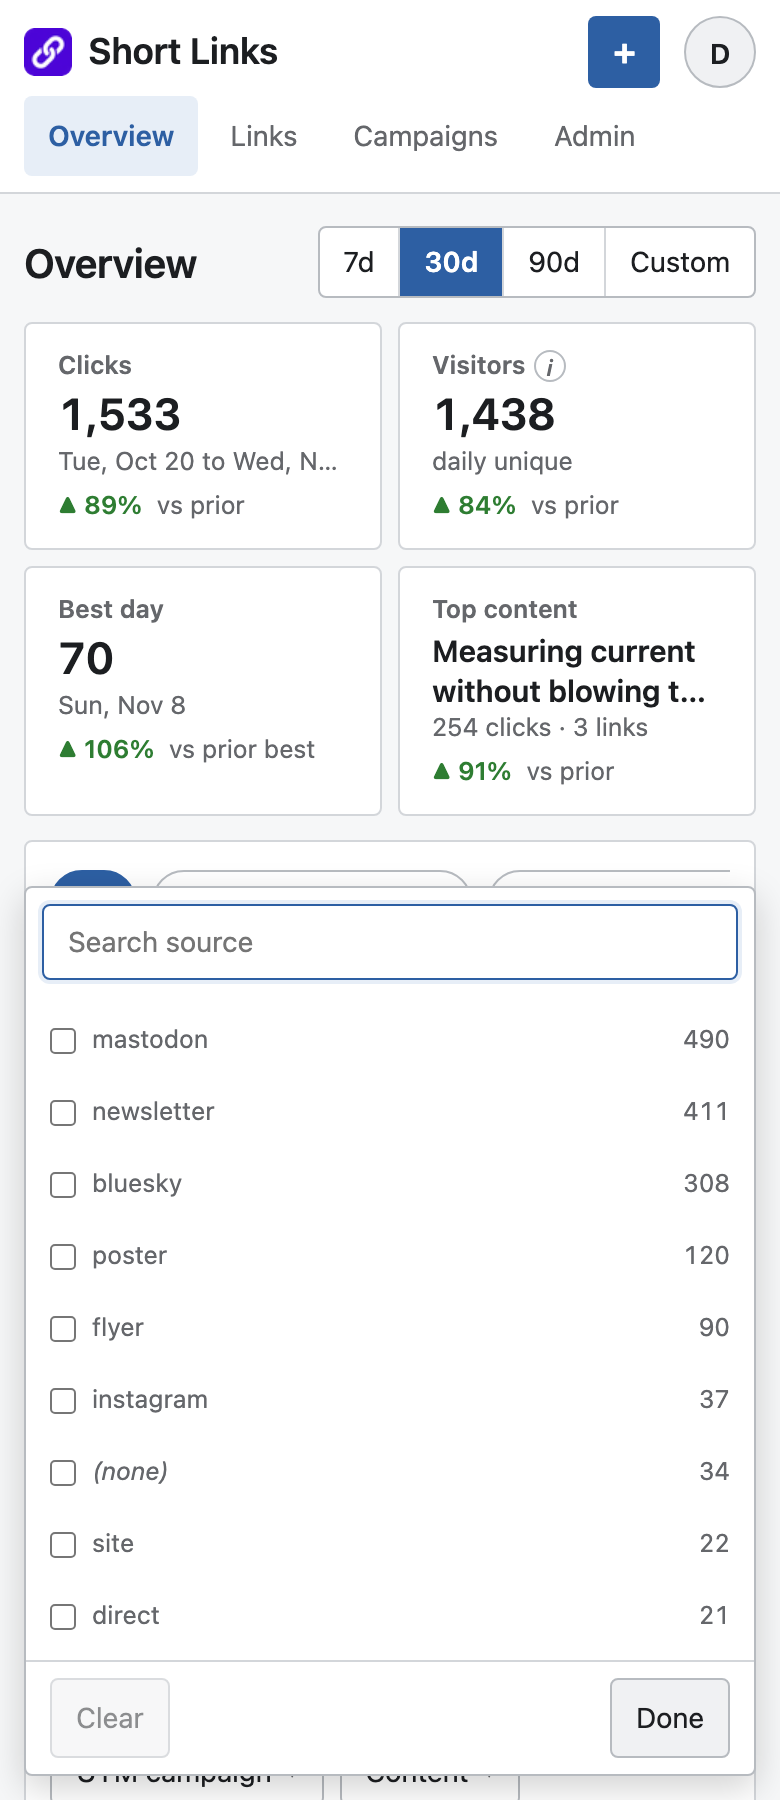 Short Links
+
D
Overview
Links
Campaigns
Admin
Overview
7d
30d
90d
Custom
Clicks
1,533
Tue, Oct 20 to Wed, N...
▲ 89% vs prior
Visitors i
1,438
daily unique
▲ 84% vs prior
Best day
70
Sun, Nov 8
▲ 106% vs prior best
Top content
Measuring current
without blowing t...
254 clicks · 3 links
▲ 91% vs prior
Search source
mastodon 490
newsletter 411
bluesky 308
poster 120
flyer 90
instagram 37
(none) 34
site 22
direct 21
Clear
Done
UTM campaign
Content